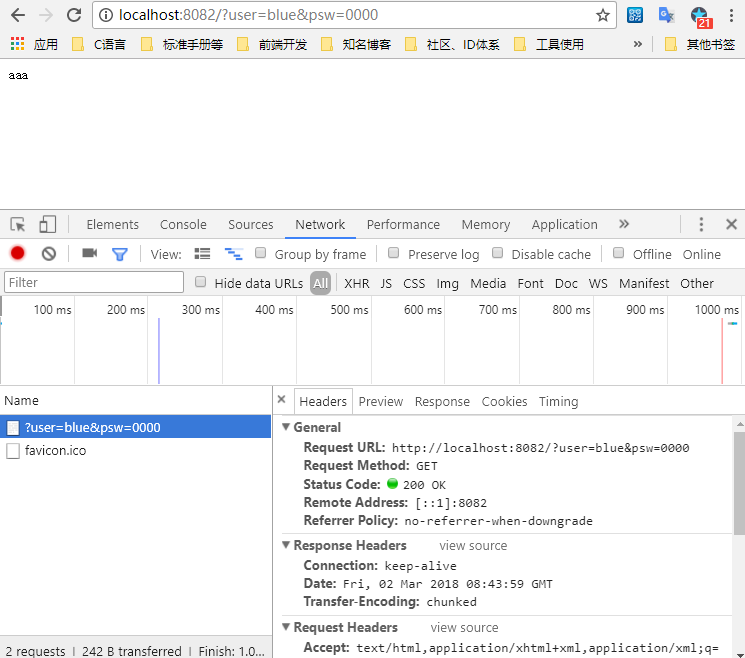 localhost:8082/?user=blue&psw=0000
21
应用 C语言 标准手册等 前端开发 知名博客 社区、ID体系 工具使用 » 其他书签
aaa
Elements Console Sources Network Performance Memory Application »
View: Group by frame Preserve log Disable cache Offline Online
Filter Hide data URLs All XHR JS CSS Img Media Font Doc WS Manifest Other
100 ms 200 ms 300 ms 400 ms 500 ms 600 ms 700 ms 800 ms 900 ms 1000 ms
Name
?user=blue&psw=0000
favicon.ico
2 requests | 242 B transferred | Finish: 1.0...
× Headers Preview Response Cookies Timing
General
Request URL: http://localhost:8082/?user=blue&psw=0000
Request Method: GET
Status Code: 200 OK
Remote Address: [::1]:8082
Referrer Policy: no-referrer-when-downgrade
Response Headers view source
Connection: keep-alive
Date: Fri, 02 Mar 2018 08:43:59 GMT
Transfer-Encoding: chunked
Request Headers view source
Accept: text/html,application/xhtml+xml,application/xml;q=